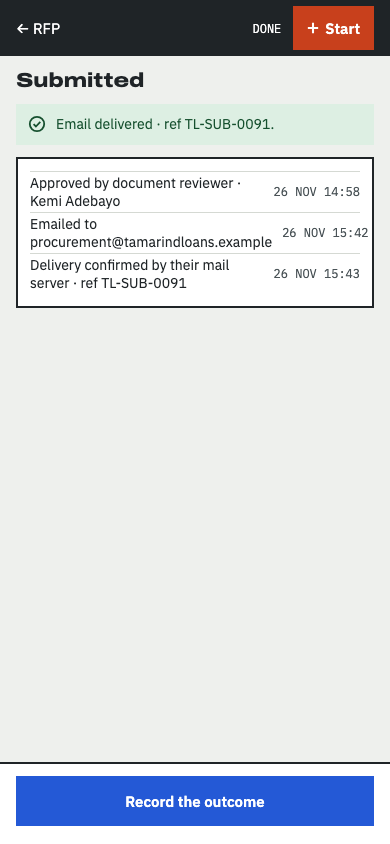 ← RFP
DONE
+ Start
Submitted
Email delivered · ref TL-SUB-0091.
Approved by document reviewer ·
Kemi Adebayo
26 NOV 14:58
Emailed to
procurement@tamarindloans.example
26 NOV 15:42
Delivery confirmed by their mail
server · ref TL-SUB-0091
26 NOV 15:43
Record the outcome